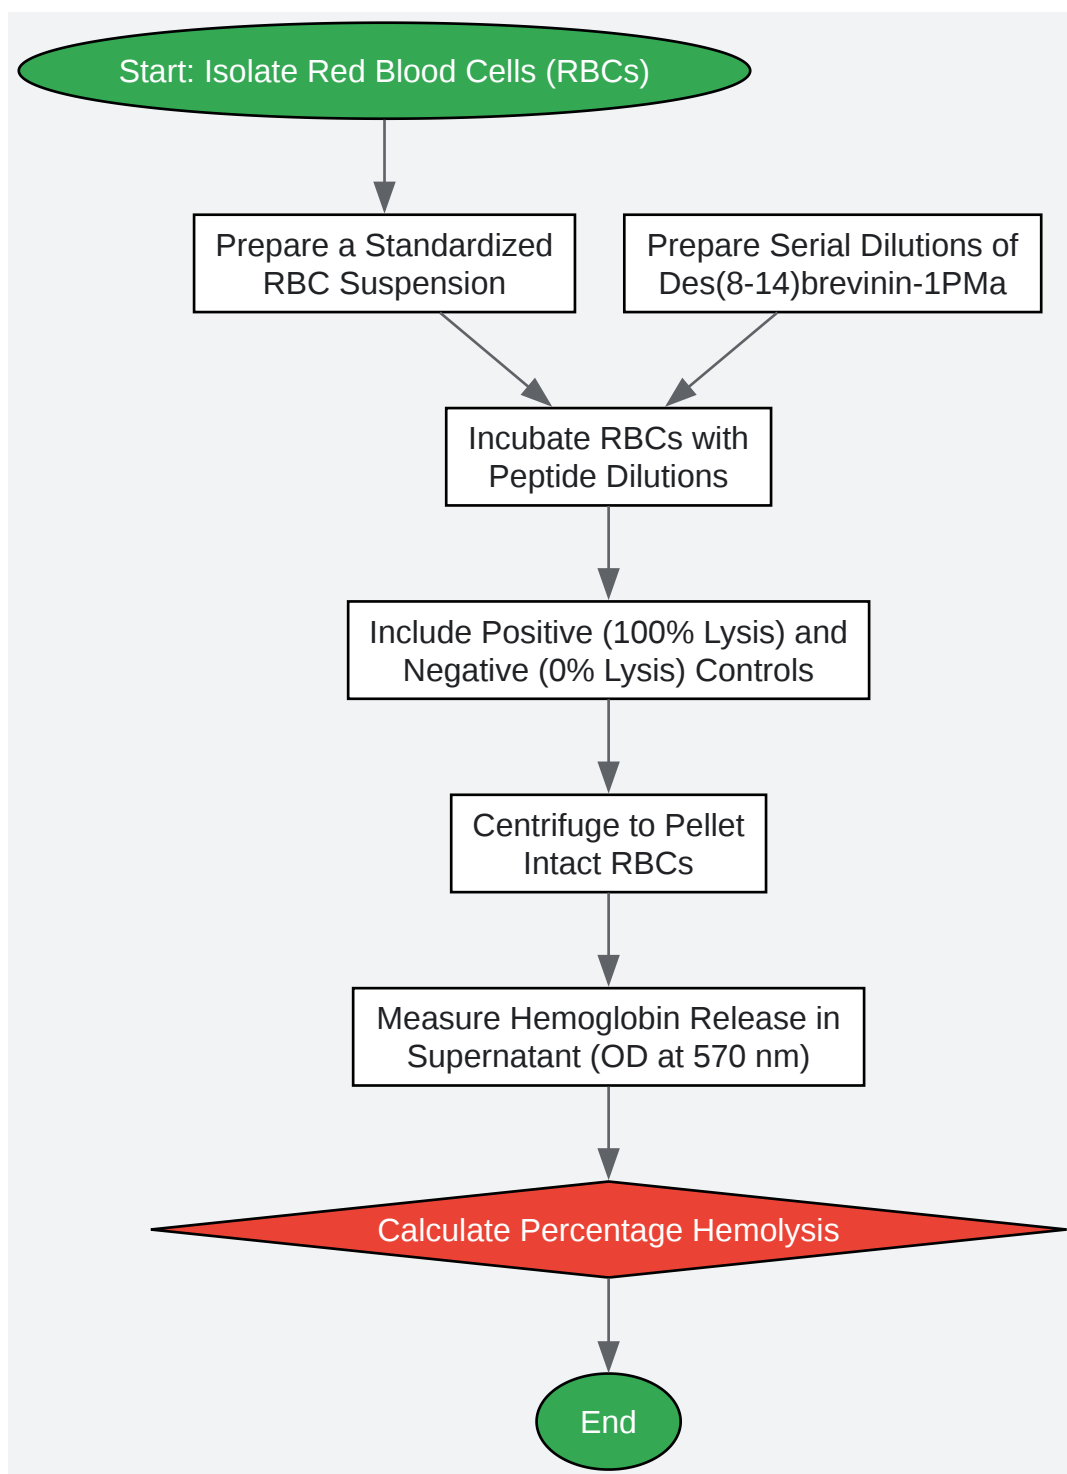 Start: Isolate Red Blood Cells (RBCs)
Prepare a Standardized
RBC Suspension
Prepare Serial Dilutions of
Des(8-14)brevinin-1PMa
Incubate RBCs with
Peptide Dilutions
Include Positive (100% Lysis) and
Negative (0% Lysis) Controls
Centrifuge to Pellet
Intact RBCs
Measure Hemoglobin Release in
Supernatant (OD at 570 nm)
Calculate Percentage Hemolysis
End